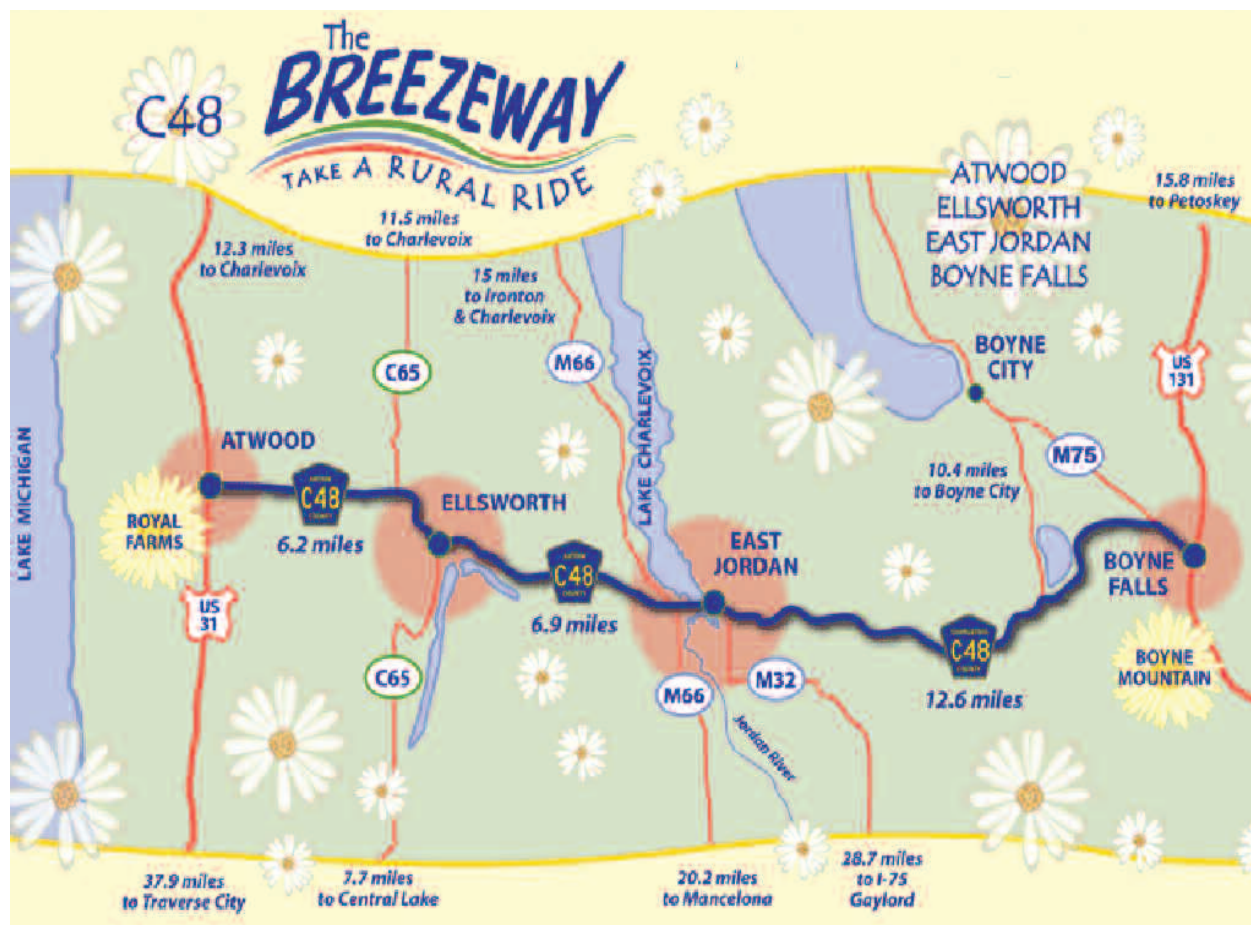 The
BREEZEWAY
C48
TAKE A RURAL RIDE
ATWOOD
ELLSWORTH
EAST JORDAN
BOYNE FALLS
15.8 miles
to Petoskey
11.5 miles
to Charlevoix
12.3 miles
to Charlevoix
15 miles
to Ironton
& Charlevoix
C65
M66
LAKE CHARLEVOIX
BOYNE
CITY
US
131
LAKE MICHIGAN
ATWOOD
M75
10.4 miles
to Boyne City
ROYAL
FARMS
C48
COUNTY
6.2 miles
ELLSWORTH
C48
COUNTY
6.9 miles
EAST
JORDAN
BOYNE
FALLS
US
31
C65
M66
M32
C48
COUNTY
12.6 miles
BOYNE
MOUNTAIN
Jordan River
37.9 miles
to Traverse City
7.7 miles
to Central Lake
20.2 miles
to Mancelona
28.7 miles
to I-75
Gaylord